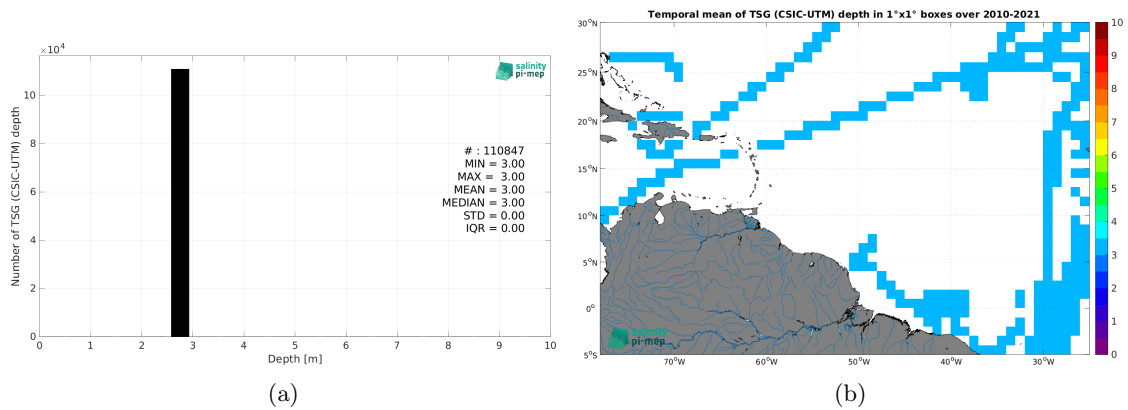 ×10⁴
salinity
pi-mep
Number of TSG (CSIC-UTM) depth
10
8
6
4
2
0
# : 110847
MIN = 3.00
MAX = 3.00
MEAN = 3.00
MEDIAN = 3.00
STD = 0.00
IQR = 0.00
0 1 2 3 4 5 6 7 8 9 10
Depth [m]
(a)
Temporal mean of TSG (CSIC-UTM) depth in 1°x1° boxes over 2010-2021
30°N
25°N
20°N
15°N
10°N
5°N
0°
5°S
70°W 60°W 50°W 40°W 30°W
salinity
pi-mep
10
9
8
7
6
5
4
3
2
1
0
(b)